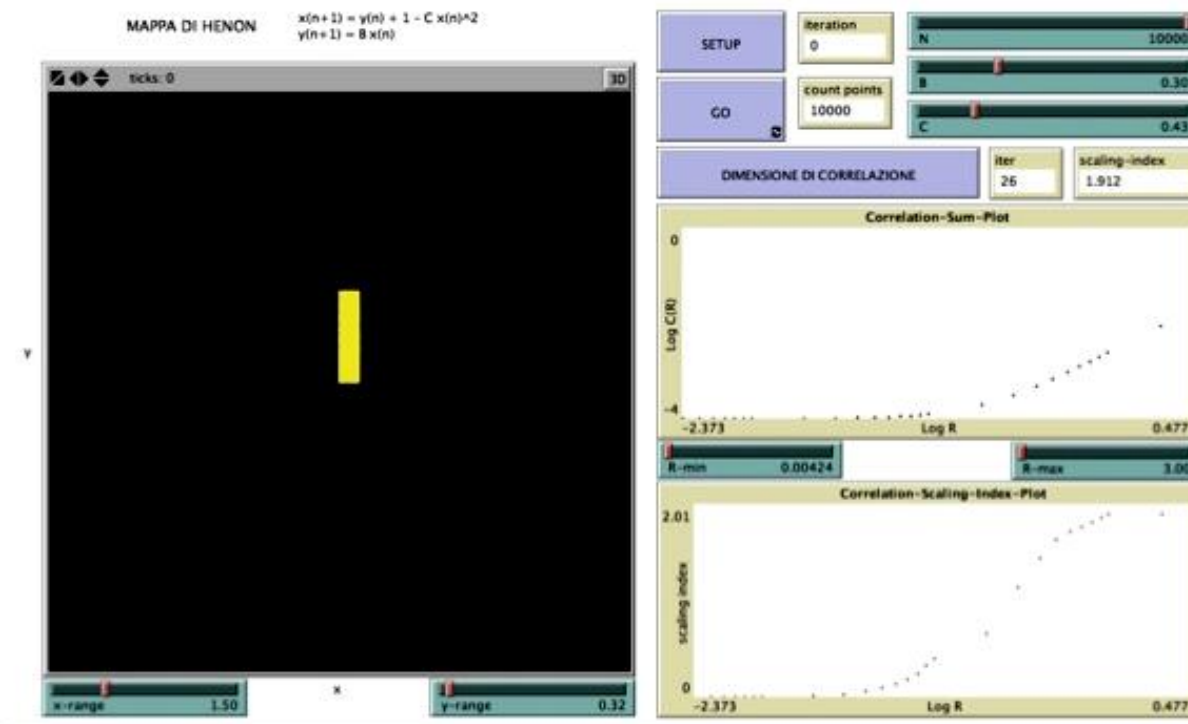 MAPPA DI HENON
x(n+1) = y(n) + 1 - C x(n)^2
y(n+1) = B x(n)
ticks: 0
3D
y
x
x-range 1.50
y-range 0.32
SETUP
iteration
0
N 10000
GO
count points
10000
B 0.30
C 0.43
DIMENSIONE DI CORRELAZIONE
iter
26
scaling-index
1.912
Correlation-Sum-Plot
0
Log C(R)
-4
-2.373
Log R
0.477
R-min 0.00424
R-max 3.00
Correlation-Scaling-Index-Plot
2.01
scaling index
0
-2.373
Log R
0.477